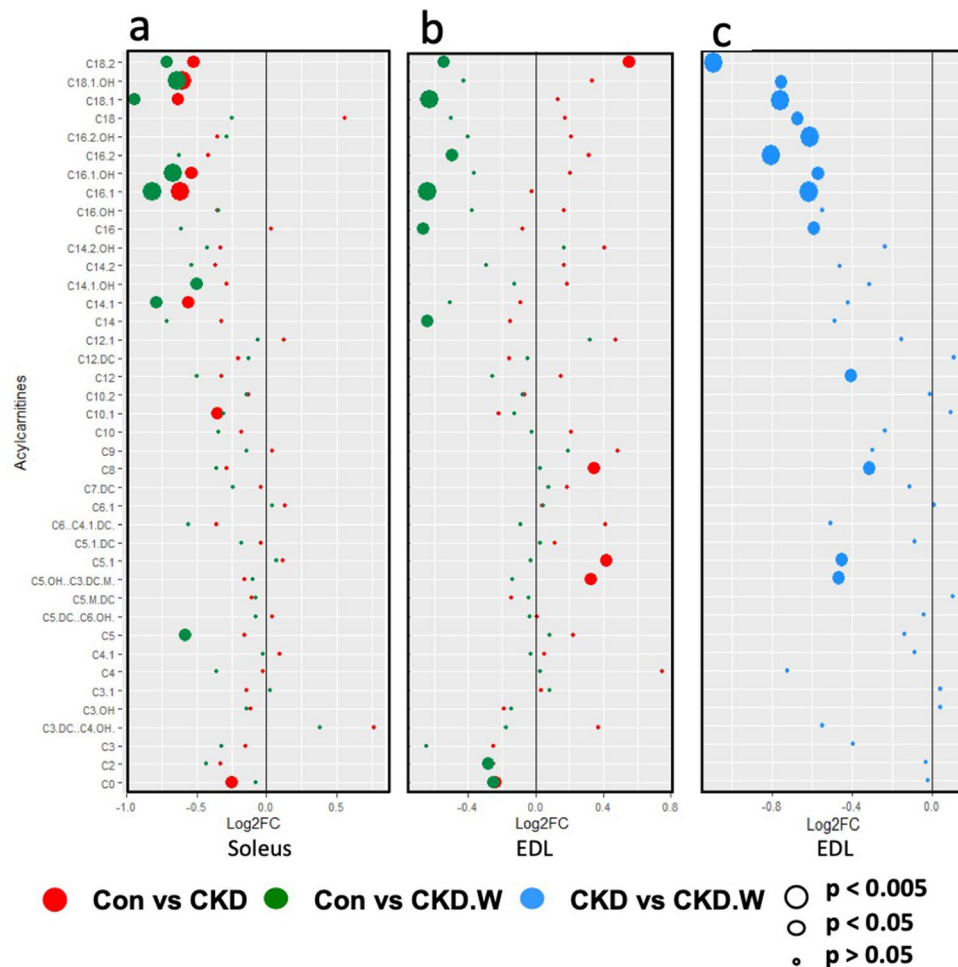 a
b
c
C18.2
C18.1.OH
C18.1
C18
C16.2.OH
C16.2
C16.1.OH
C16.1
C16.OH
C16
C14.2.OH
C14.2
C14.1.OH
C14.1
C14
C12.1
C12.DC
C12
C10.2
C10.1
C10
C9
C8
C7.DC
C6.1
C6..C4.1.DC.
C5.1.DC
C5.1
C5.OH..C3.DC.M.
C5.M.DC
C5.DC..C6.OH.
C5
C4.1
C4
C3.1
C3.OH
C3.DC..C4.OH.
C3
C2
C0
Acylcarnitines
-1.0 -0.5 0.0 0.5
-0.4 0.0 0.4 0.8
-0.8 -0.4 0.0
Log2FC Log2FC Log2FC
Soleus EDL EDL
Con vs CKD Con vs CKD.W CKD vs CKD.W
p < 0.005
p < 0.05
p > 0.05